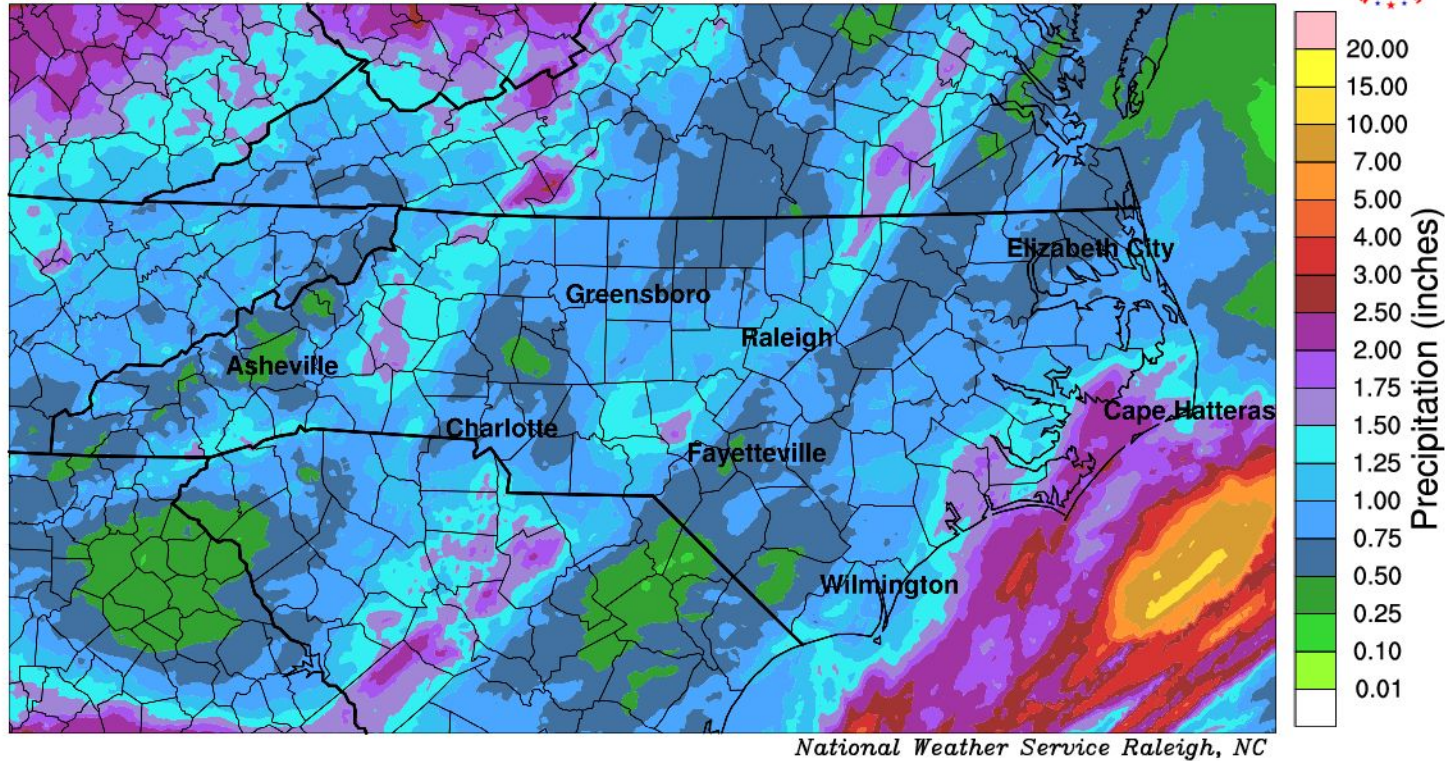 20.00
15.00
10.00
7.00
5.00
4.00
3.00
2.50
2.00
1.75
1.50
1.25
1.00
0.75
0.50
0.25
0.10
0.01
Precipitation (inches)
Elizabeth City
Greensboro
Raleigh
Asheville
Cape Hatteras
Charlotte
Fayetteville
Wilmington
National Weather Service Raleigh, NC